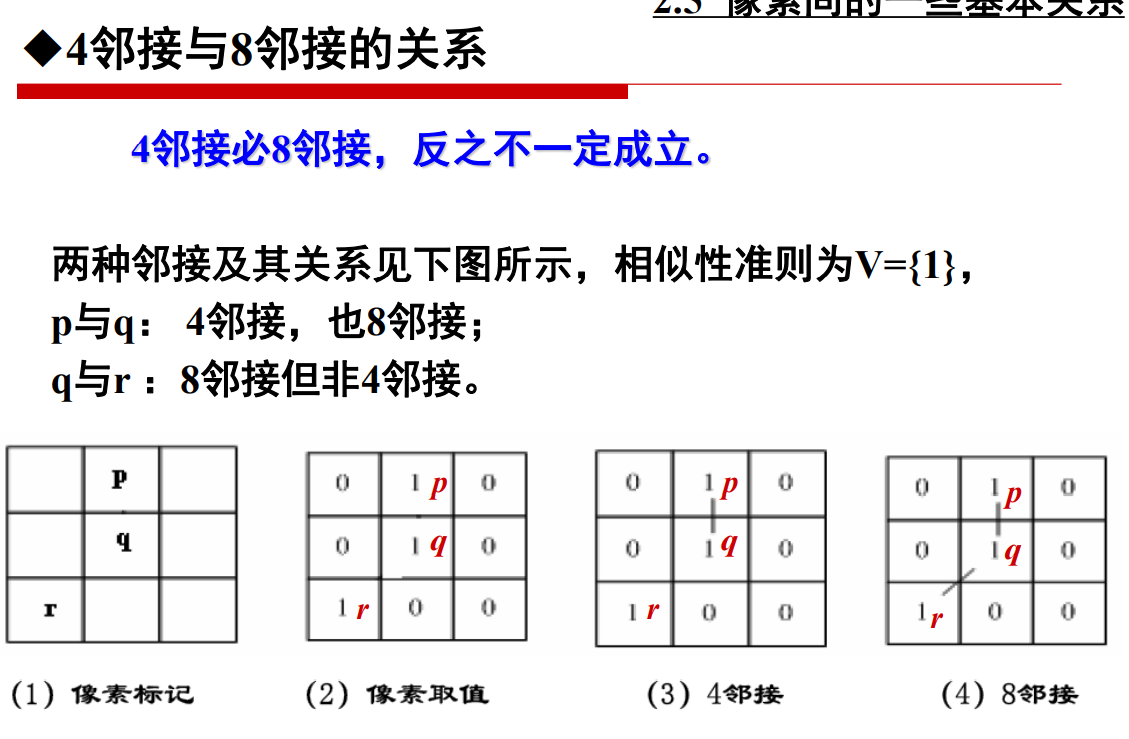 2.3 像素间的一些基本关系
◆4邻接与8邻接的关系
4邻接必8邻接，反之不一定成立。
两种邻接及其关系见下图所示，相似性准则为V={1}，
p与q： 4邻接，也8邻接；
q与r ：8邻接但非4邻接。
p
q
r
0 1 p 0
0 1 q 0
1 r 0 0
0 1 p 0
0 1 q 0
1 r 0 0
0 1 p 0
0 1 q 0
1 r 0 0
(1) 像素标记
(2) 像素取值
(3) 4邻接
(4) 8邻接